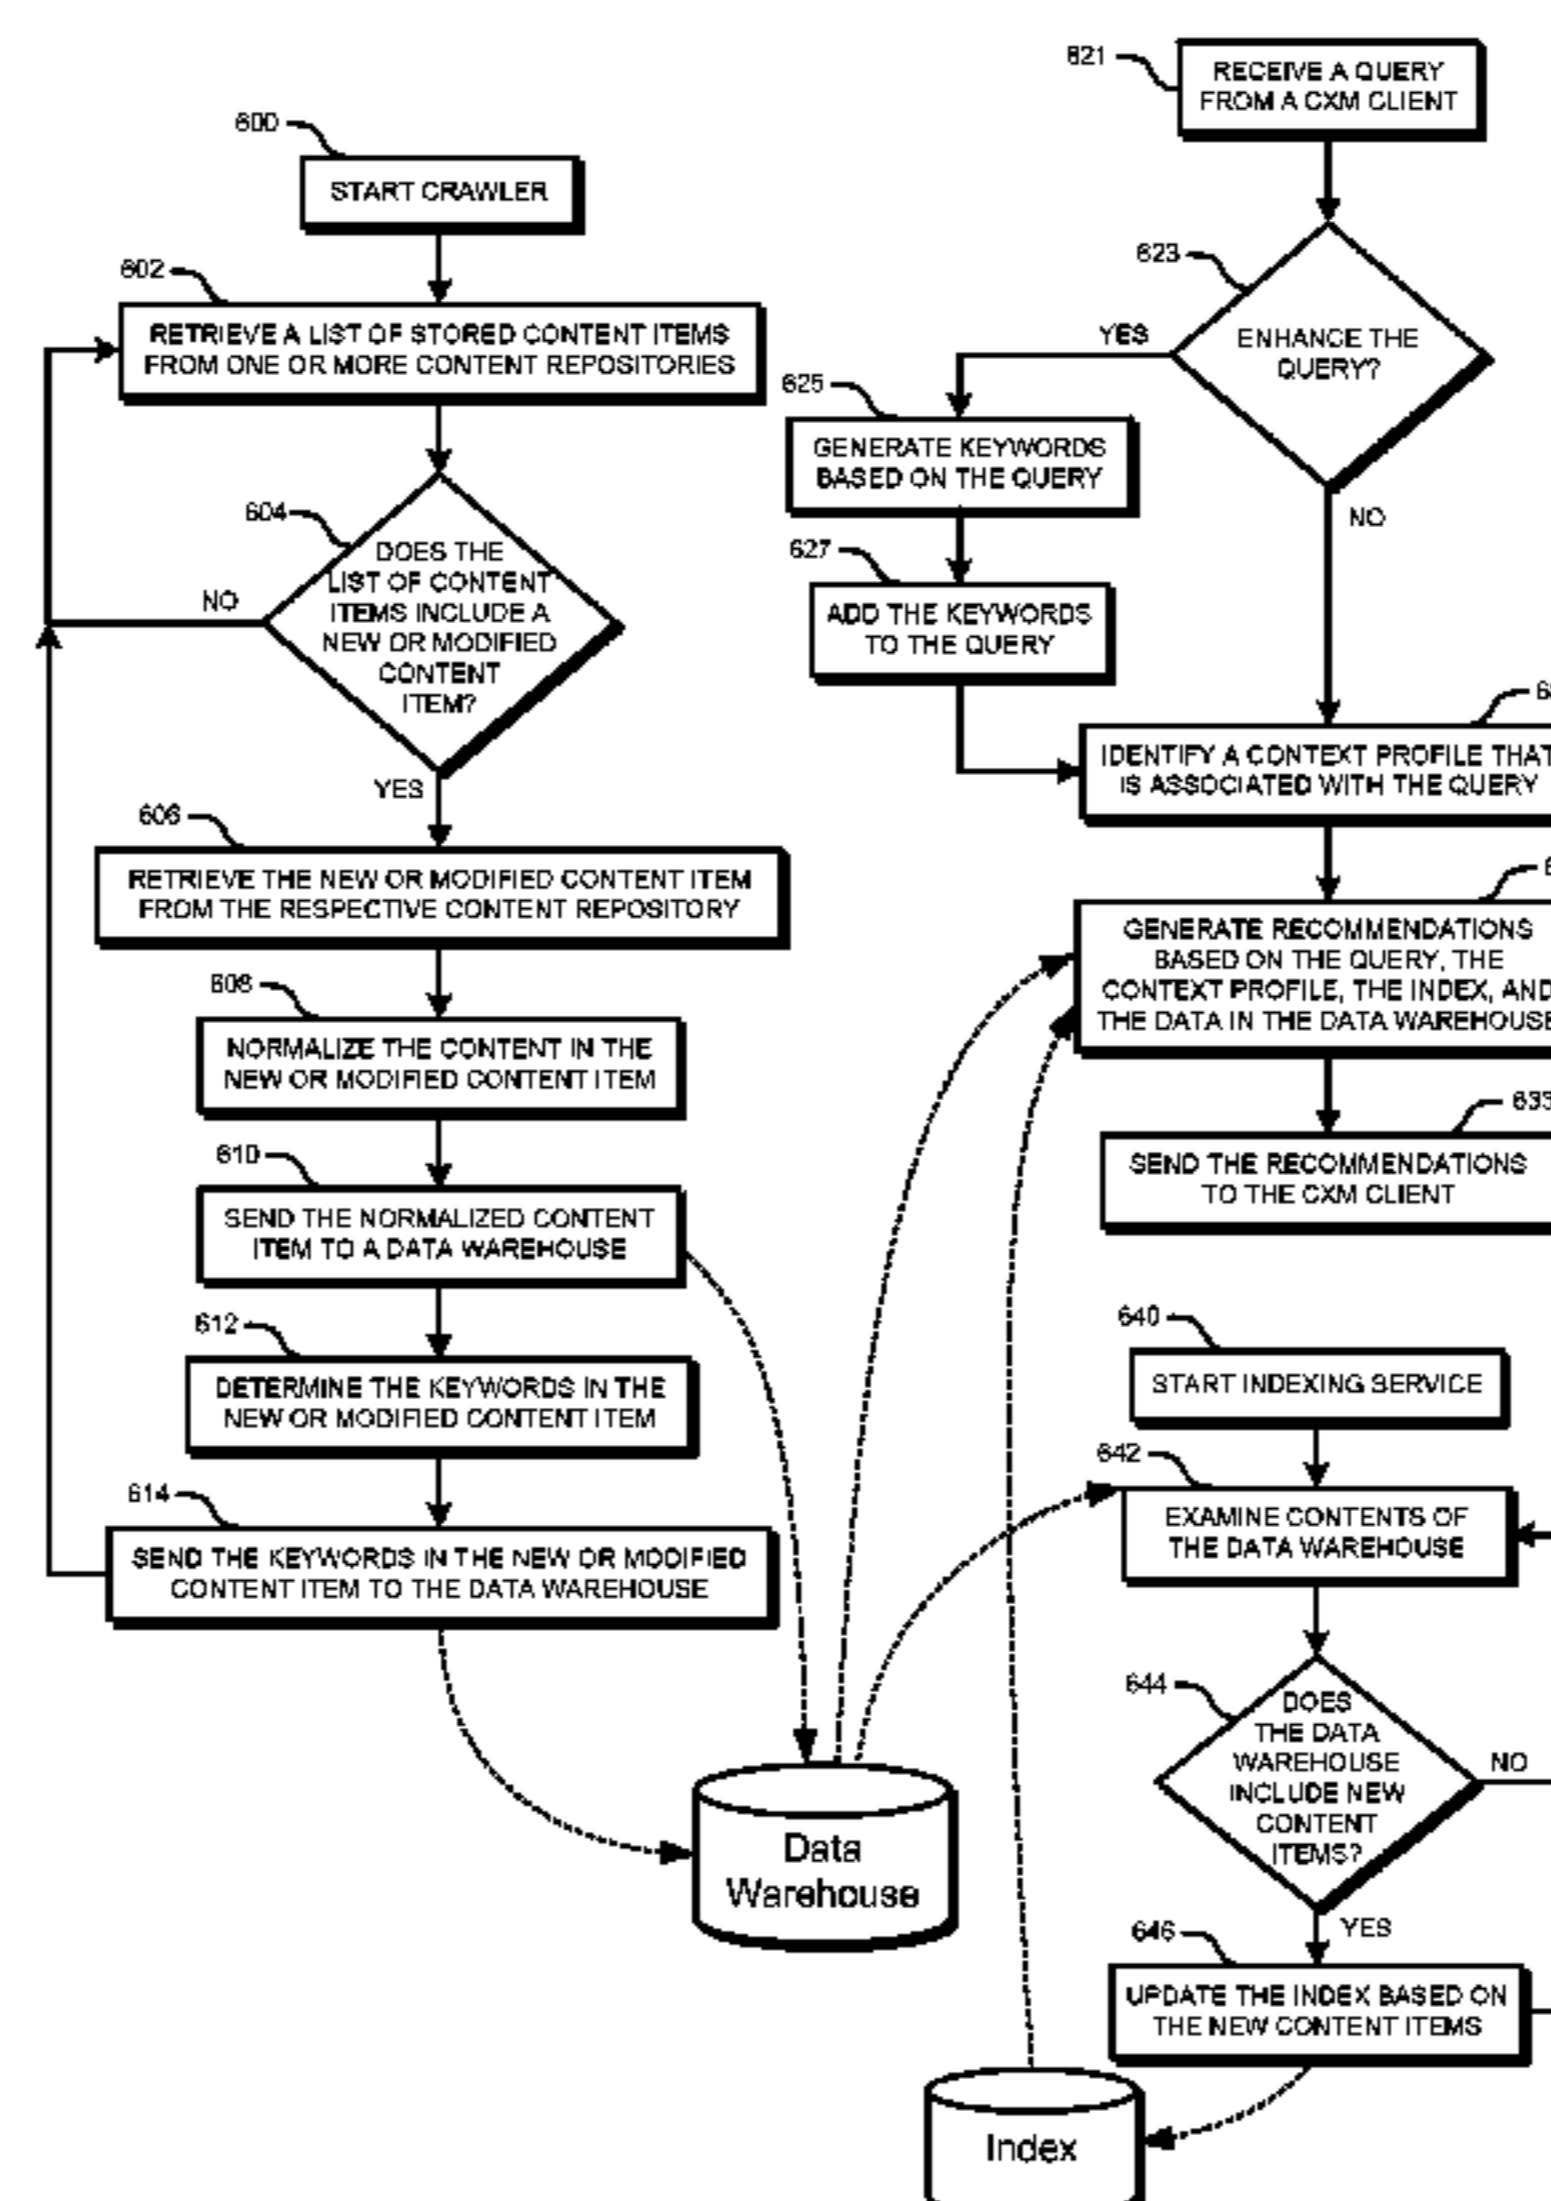 600
START CRAWLER
602
RETRIEVE A LIST OF STORED CONTENT ITEMS
FROM ONE OR MORE CONTENT REPOSITORIES
604
DOES THE
LIST OF CONTENT
ITEMS INCLUDE A
NEW OR MODIFIED
CONTENT
ITEM?
NO
YES
606
RETRIEVE THE NEW OR MODIFIED CONTENT ITEM
FROM THE RESPECTIVE CONTENT REPOSITORY
608
NORMALIZE THE CONTENT IN THE
NEW OR MODIFIED CONTENT ITEM
610
SEND THE NORMALIZED CONTENT
ITEM TO A DATA WAREHOUSE
612
DETERMINE THE KEYWORDS IN THE
NEW OR MODIFIED CONTENT ITEM
614
SEND THE KEYWORDS IN THE NEW OR MODIFIED
CONTENT ITEM TO THE DATA WAREHOUSE
Data
Warehouse
621
RECEIVE A QUERY
FROM A CXM CLIENT
623
ENHANCE THE
QUERY?
YES
NO
625
GENERATE KEYWORDS
BASED ON THE QUERY
627
ADD THE KEYWORDS
TO THE QUERY
IDENTIFY A CONTEXT PROFILE THAT
IS ASSOCIATED WITH THE QUERY
GENERATE RECOMMENDATIONS
BASED ON THE QUERY, THE
CONTEXT PROFILE, THE INDEX, AND
THE DATA IN THE DATA WAREHOUSE
633
SEND THE RECOMMENDATIONS
TO THE CXM CLIENT
640
START INDEXING SERVICE
642
EXAMINE CONTENTS OF
THE DATA WAREHOUSE
644
DOES
THE DATA
WAREHOUSE
INCLUDE NEW
CONTENT
ITEMS?
NO
YES
646
UPDATE THE INDEX BASED ON
THE NEW CONTENT ITEMS
Index